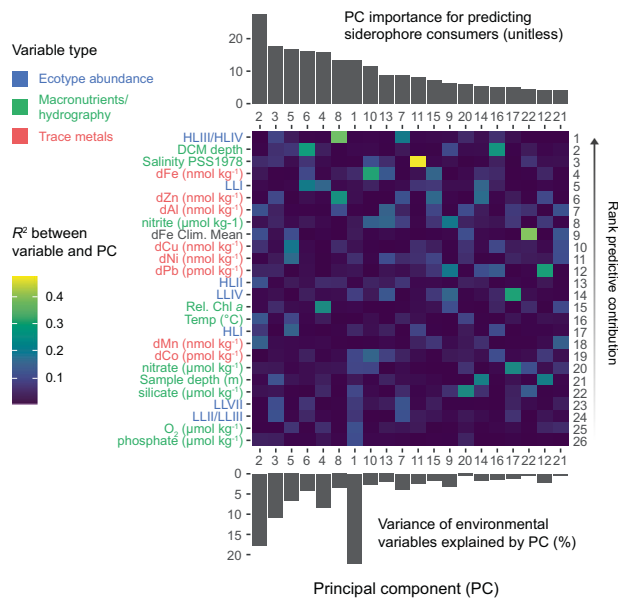 PC importance for predicting
siderophore consumers (unitless)
20
10
0
2 3 5 6 4 8 1 10 13 7 11 15 9 20 14 16 17 22 12 21
Variable type
Ecotype abundance
Macronutrients/
hydrography
Trace metals
R² between
variable and PC
0.4
0.3
0.2
0.1
HLIII/HLIV 1
DCM depth 2
Salinity PSS1978 3
dFe (nmol kg⁻¹) 4
LLI 5
dZn (nmol kg⁻¹) 6
dAl (nmol kg⁻¹) 7
nitrite (µmol kg-1) 8
dFe Clim. Mean 9
dCu (nmol kg⁻¹) 10
dNi (nmol kg⁻¹) 11
dPb (pmol kg⁻¹) 12
HLII 13
LLIV 14
Rel. Chl a 15
Temp (°C) 16
HLI 17
dMn (nmol kg⁻¹) 18
dCo (nmol kg⁻¹) 19
nitrate (µmol kg⁻¹) 20
Sample depth (m) 21
silicate (µmol kg⁻¹) 22
LLVII 23
LLII/LLIII 24
O₂ (µmol kg⁻¹) 25
phosphate (µmol kg⁻¹) 26
Rank predictive contribution
2 3 5 6 4 8 1 10 13 7 11 15 9 20 14 16 17 22 12 21
0
5
10
15
20
Variance of environmental
variables explained by PC (%)
Principal component (PC)